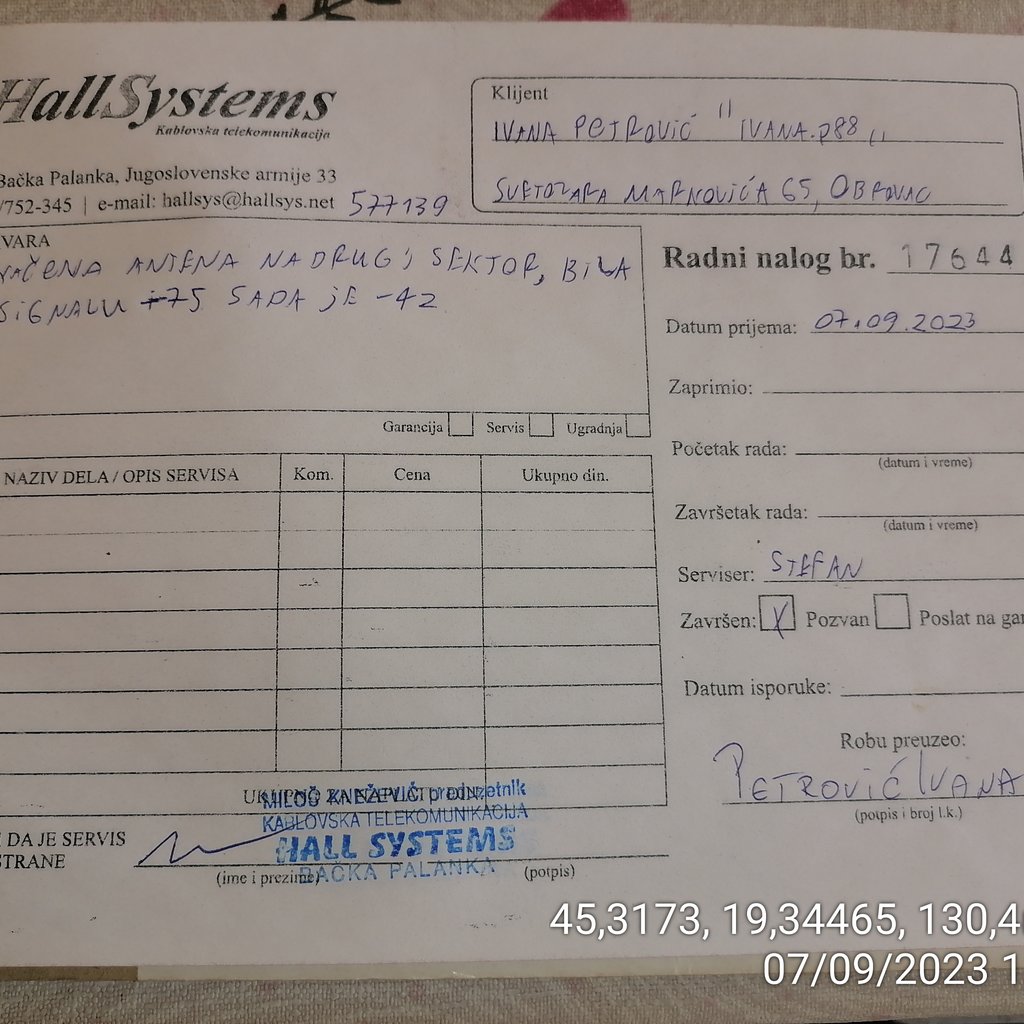 HallSystems
Kablovska telekomunikacija
Bačka Palanka, Jugoslovenske armije 33
/752-345 | e-mail: hallsys@hallsys.net 577139
Klijent
IVANA PETROVIĆ "IVANA.P88"
SVETOZARA MARKOVIĆA 65, OBROVAC
VARA
AČENA ANTENA NA DRUGI SEKTOR, BILA
SIGNALU -75 SADA JE -42
Garancija Servis Ugradnja
Radni nalog br. 17644
Datum prijema: 07.09.2023
Zaprimio:
Početak rada:
(datum i vreme)
Završetak rada:
(datum i vreme)
Serviser: STEFAN
Završen: X Pozvan Poslat na gar
Datum isporuke:
Robu preuzeo:
PETROVIĆ IVANA
(potpis i broj l.k.)
NAZIV DELA / OPIS SERVISA Kom. Cena Ukupno din.
MILOŠ KNEŽEVIĆ preduzetnik
KABLOVSKA TELEKOMUNIKACIJA
HALL SYSTEMS
BAČKA PALANKA
DA JE SERVIS
STRANE
(ime i prezime) (potpis)
45,3173, 19,34465, 130,4
07/09/2023 1